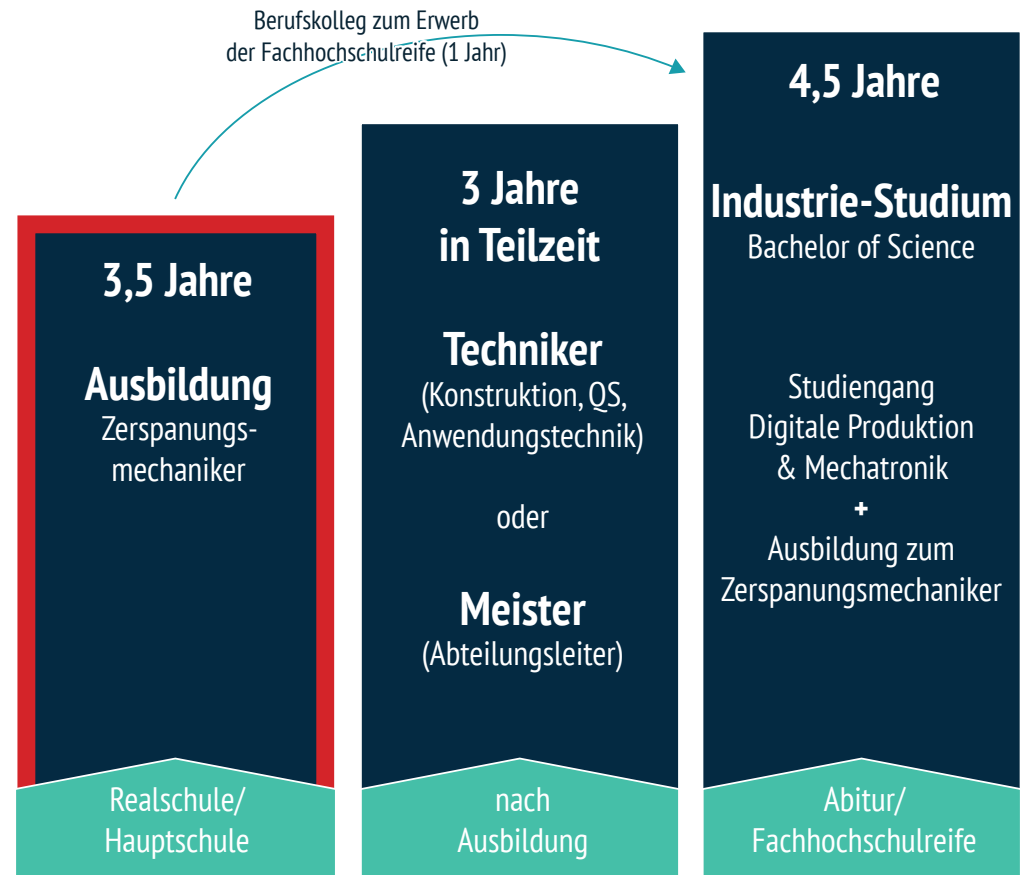 Berufskolleg zum Erwerb
der Fachhochschulreife (1 Jahr)
3,5 Jahre
Ausbildung
Zerspanungs-
mechaniker
Realschule/
Hauptschule
3 Jahre
in Teilzeit
Techniker
(Konstruktion, QS,
Anwendungstechnik)
oder
Meister
(Abteilungsleiter)
nach
Ausbildung
4,5 Jahre
Industrie-Studium
Bachelor of Science
Studiengang
Digitale Produktion
& Mechatronik
+
Ausbildung zum
Zerspanungsmechaniker
Abitur/
Fachhochschulreife